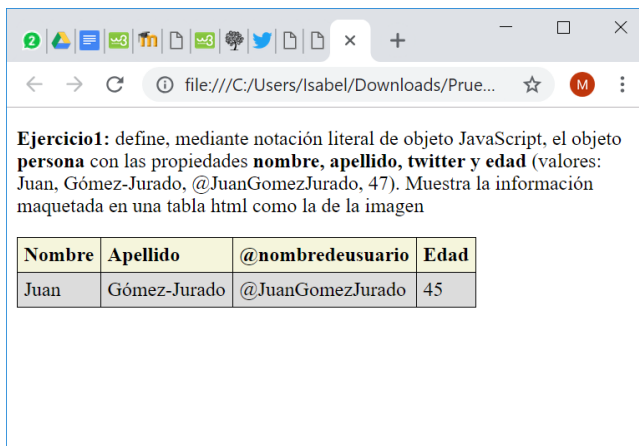 file:///C:/Users/Isabel/Downloads/Prue...
M
Ejercicio1: define, mediante notación literal de objeto JavaScript, el objeto
persona con las propiedades nombre, apellido, twitter y edad (valores:
Juan, Gómez-Jurado, @JuanGomezJurado, 47). Muestra la información
maquetada en una tabla html como la de la imagen
Nombre Apellido @nombredeusuario Edad
Juan Gómez-Jurado @JuanGomezJurado 45